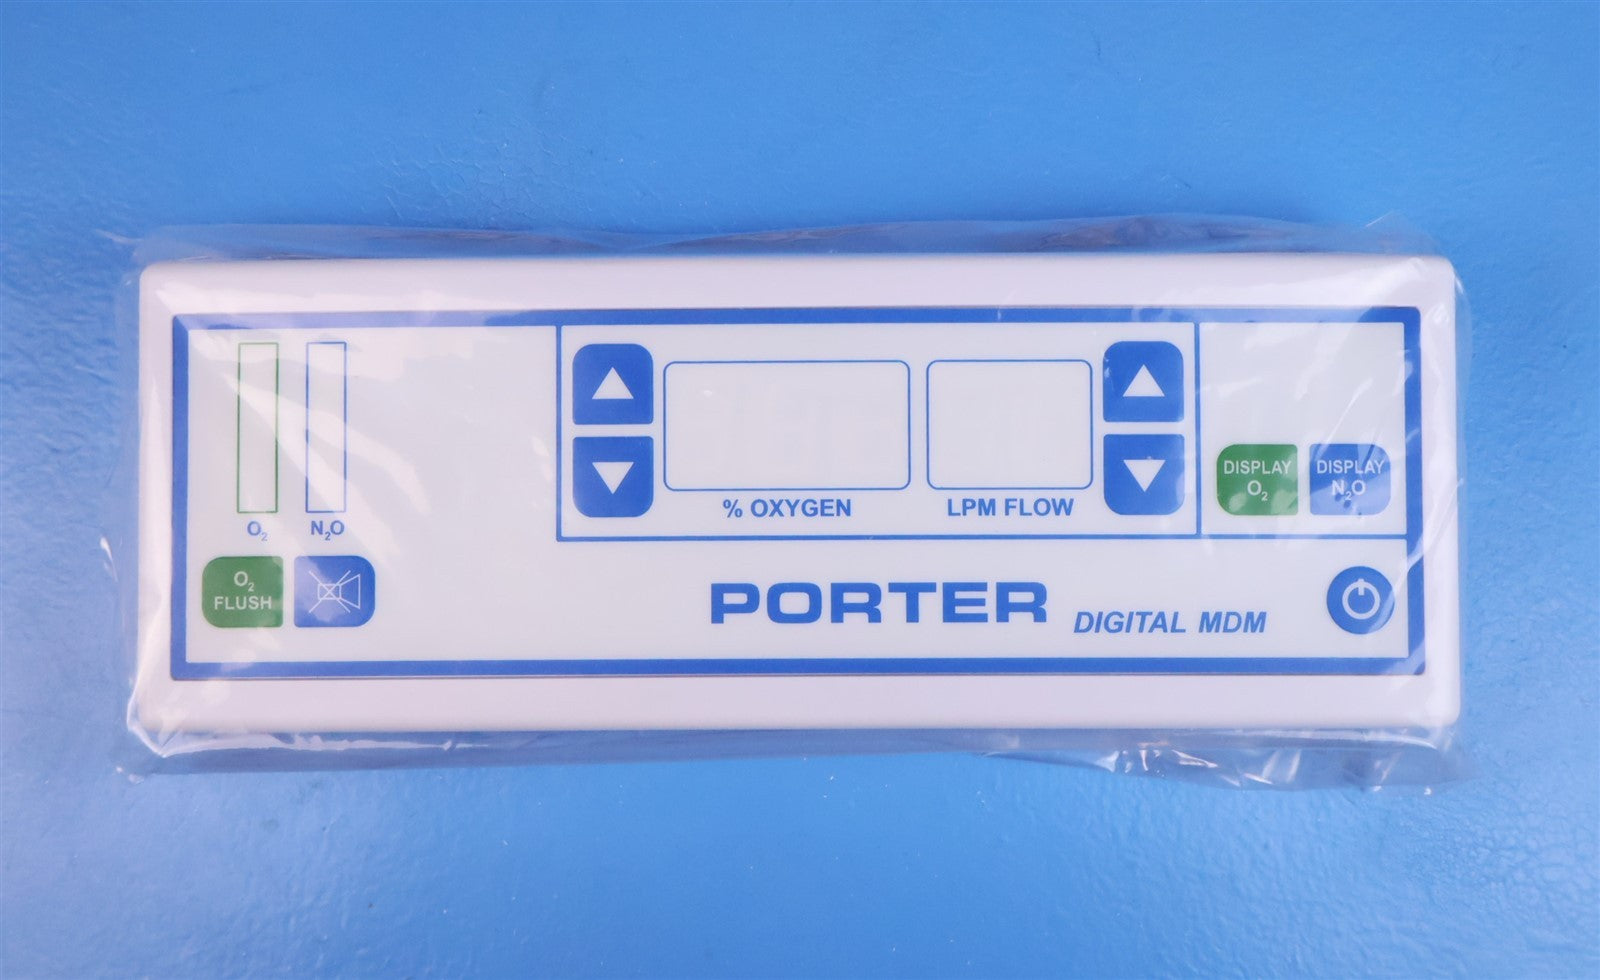 O₂
N₂O
O₂
FLUSH
% OXYGEN
LPM FLOW
DISPLAY
O₂
DISPLAY
N₂O
PORTER
DIGITAL MDM